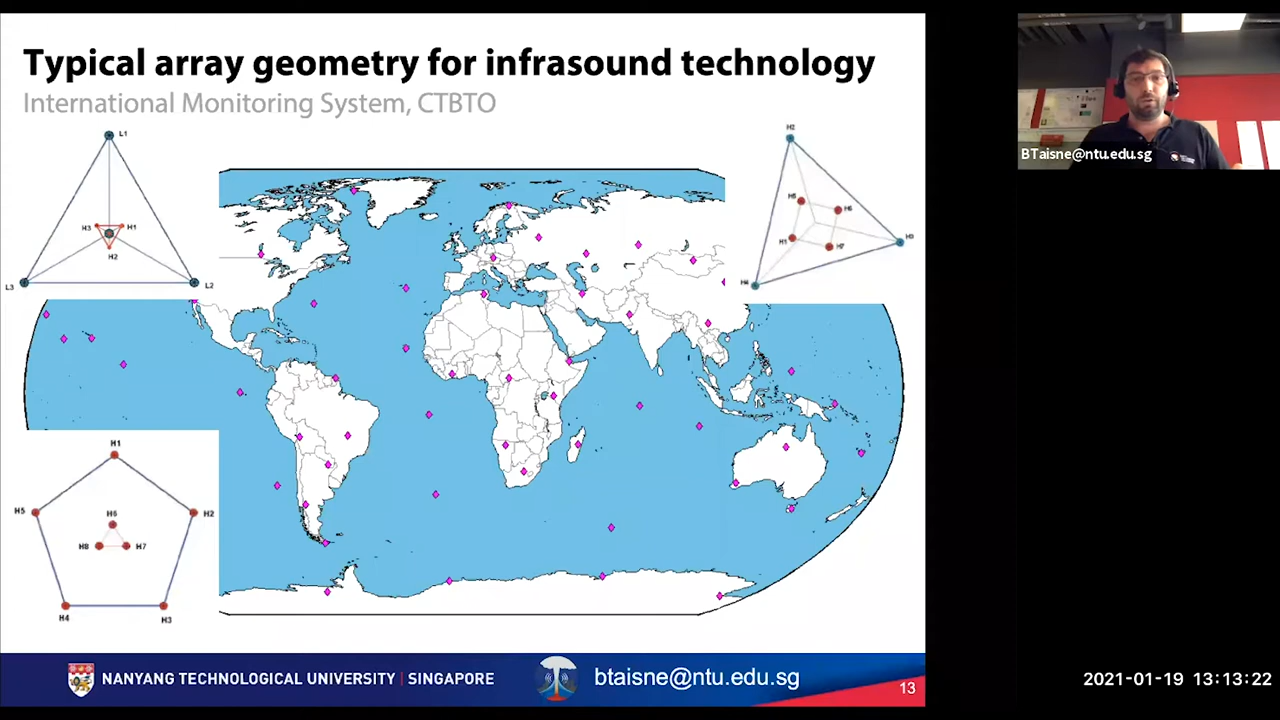 Typical array geometry for infrasound technology
International Monitoring System, CTBTO
L1
H3
H1
H2
L3
L2
H2
H5
H6
H3
H1
H7
H4
H1
H5
H2
H6
H8
H7
H4
H3
BTaisne@ntu.edu.sg
NANYANG TECHNOLOGICAL UNIVERSITY | SINGAPORE
btaisne@ntu.edu.sg
13
2021-01-19 13:13:22